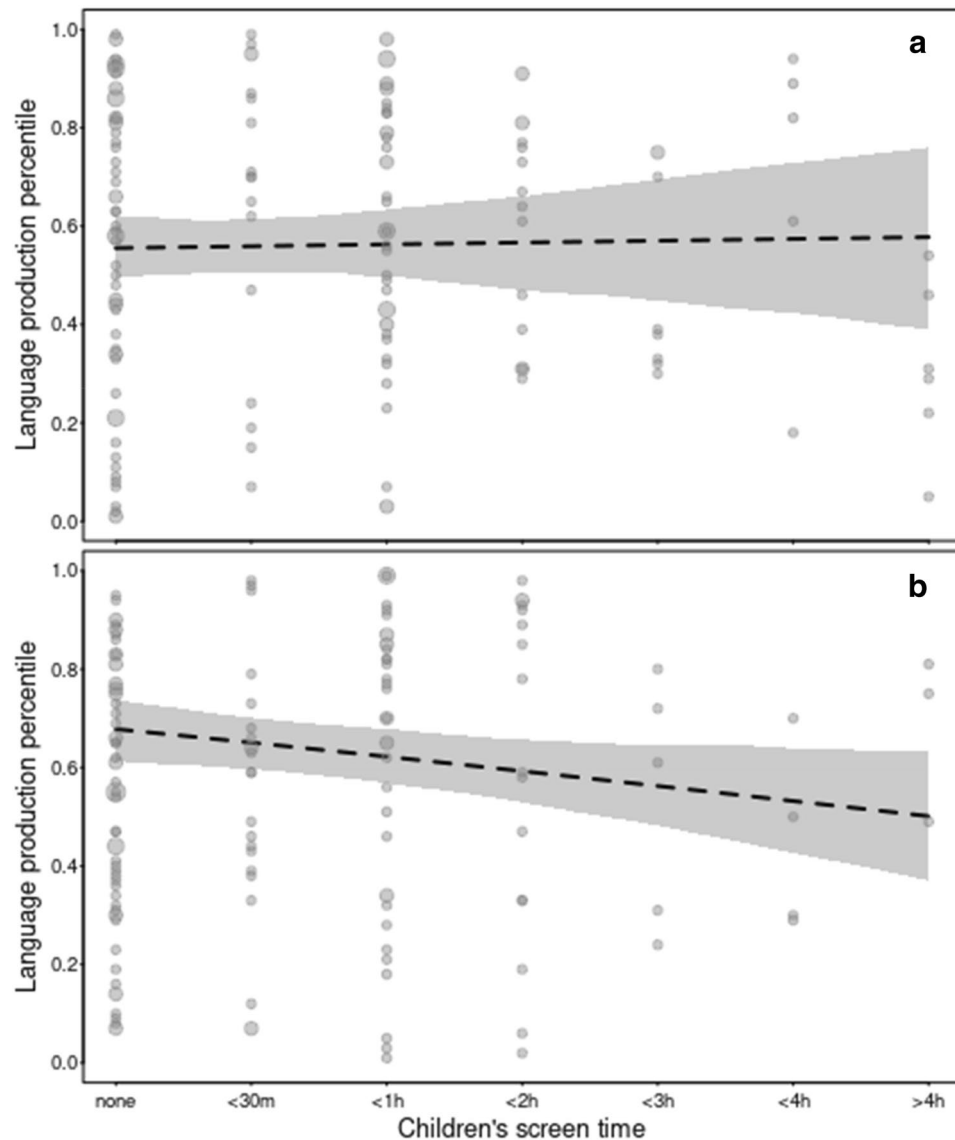 a
Language production percentile
1.0
0.8
0.6
0.4
0.2
0.0
b
Language production percentile
1.0
0.8
0.6
0.4
0.2
0.0
none <30m <1h <2h <3h <4h >4h
Children's screen time